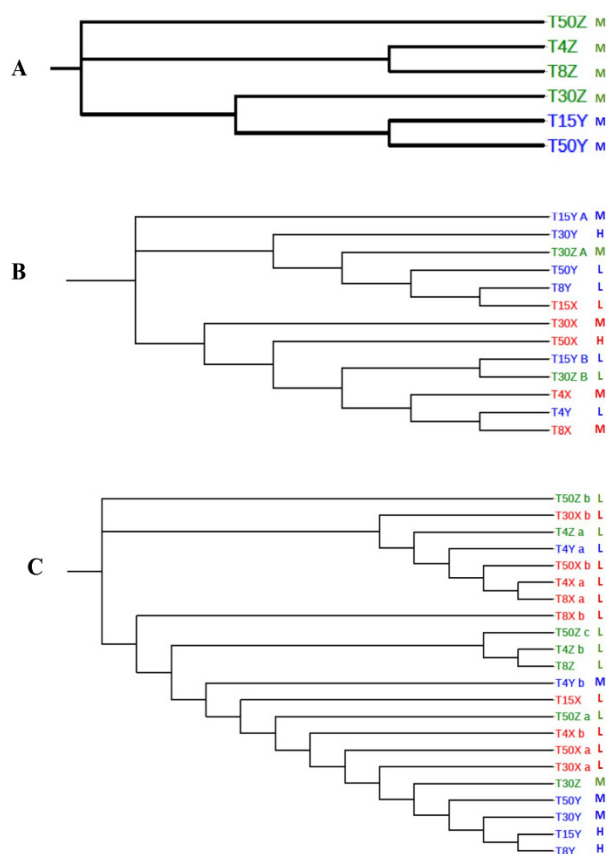 A
T50Z M
T4Z M
T8Z M
T30Z M
T15Y M
T50Y M
B
T15Y A M
T30Y H
T30Z A M
T50Y L
T8Y L
T15X L
T30X M
T50X H
T15Y B L
T30Z B L
T4X M
T4Y L
T8X M
C
T50Z b L
T30X b L
T4Z a L
T4Y a L
T50X b L
T4X a L
T8X a L
T8X b L
T50Z c L
T4Z b L
T8Z L
T4Y b M
T15X L
T50Z a L
T4X b L
T50X a L
T30X a L
T30Z M
T50Y M
T30Y M
T15Y H
T8Y H